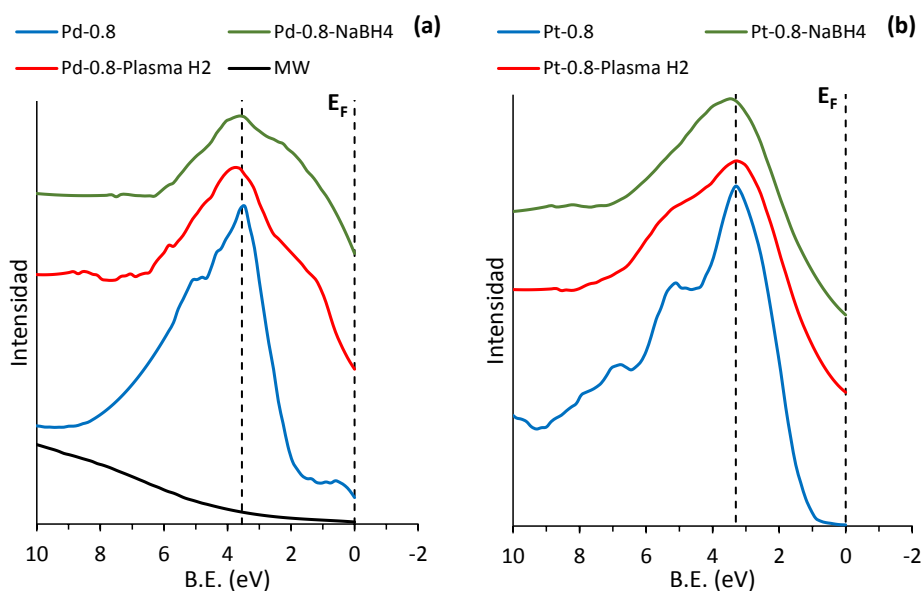 Pd-0.8 Pd-0.8-NaBH4 (a)
Pd-0.8-Plasma H2 MW
E_F
Intensidad
10 8 6 4 2 0 -2
B.E. (eV)
Pt-0.8 Pt-0.8-NaBH4 (b)
Pt-0.8-Plasma H2
E_F
Intensidad
10 8 6 4 2 0 -2
B.E. (eV)